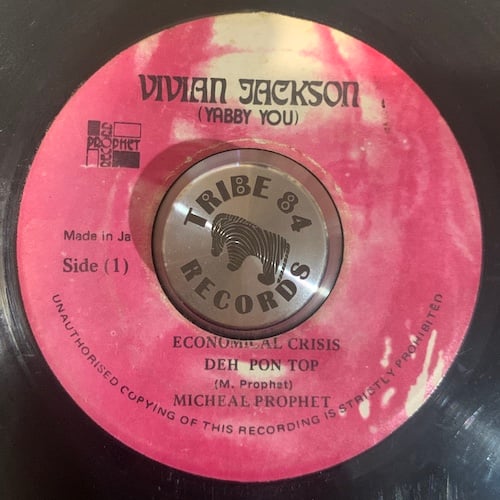 VIVIAN JACKSON
(YABBY YOU)
PROPHET
RECORD
Made in Ja
Side (1)
TRIBE 84
RECORDS
ECONOMICAL CRISIS
DEH PON TOP
(M. Prophet)
MICHEAL PROPHET
UNAUTHORISED COPYING OF THIS RECORDING IS STRICTLY PROHIBITED